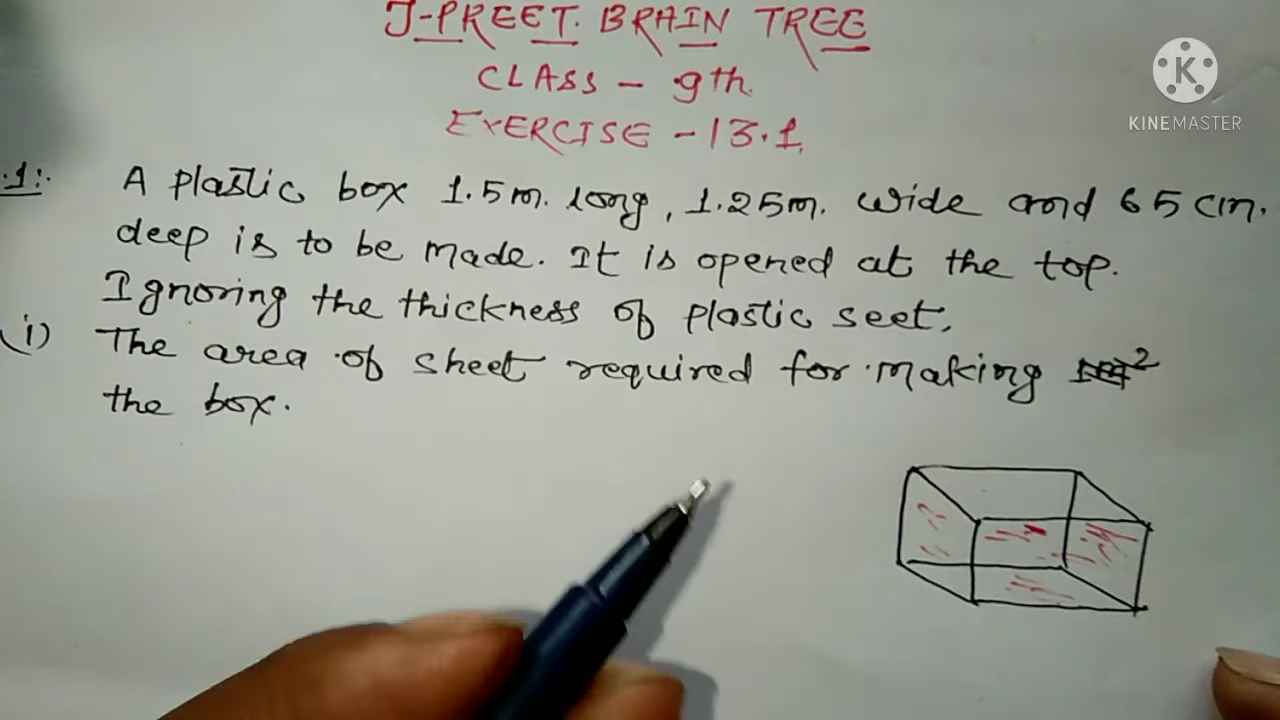 J-PREET. BRAIN TREE
CLASS - 9th.
EXERCISE - 13.1.
KINEMASTER
.1:. A plastic box 1.5m. long, 1.25m. wide and 65 cm.
deep is to be made. It is opened at the top.
Ignoring the thickness of plastic seet.
(i) The area of sheet required for making 2
the box.